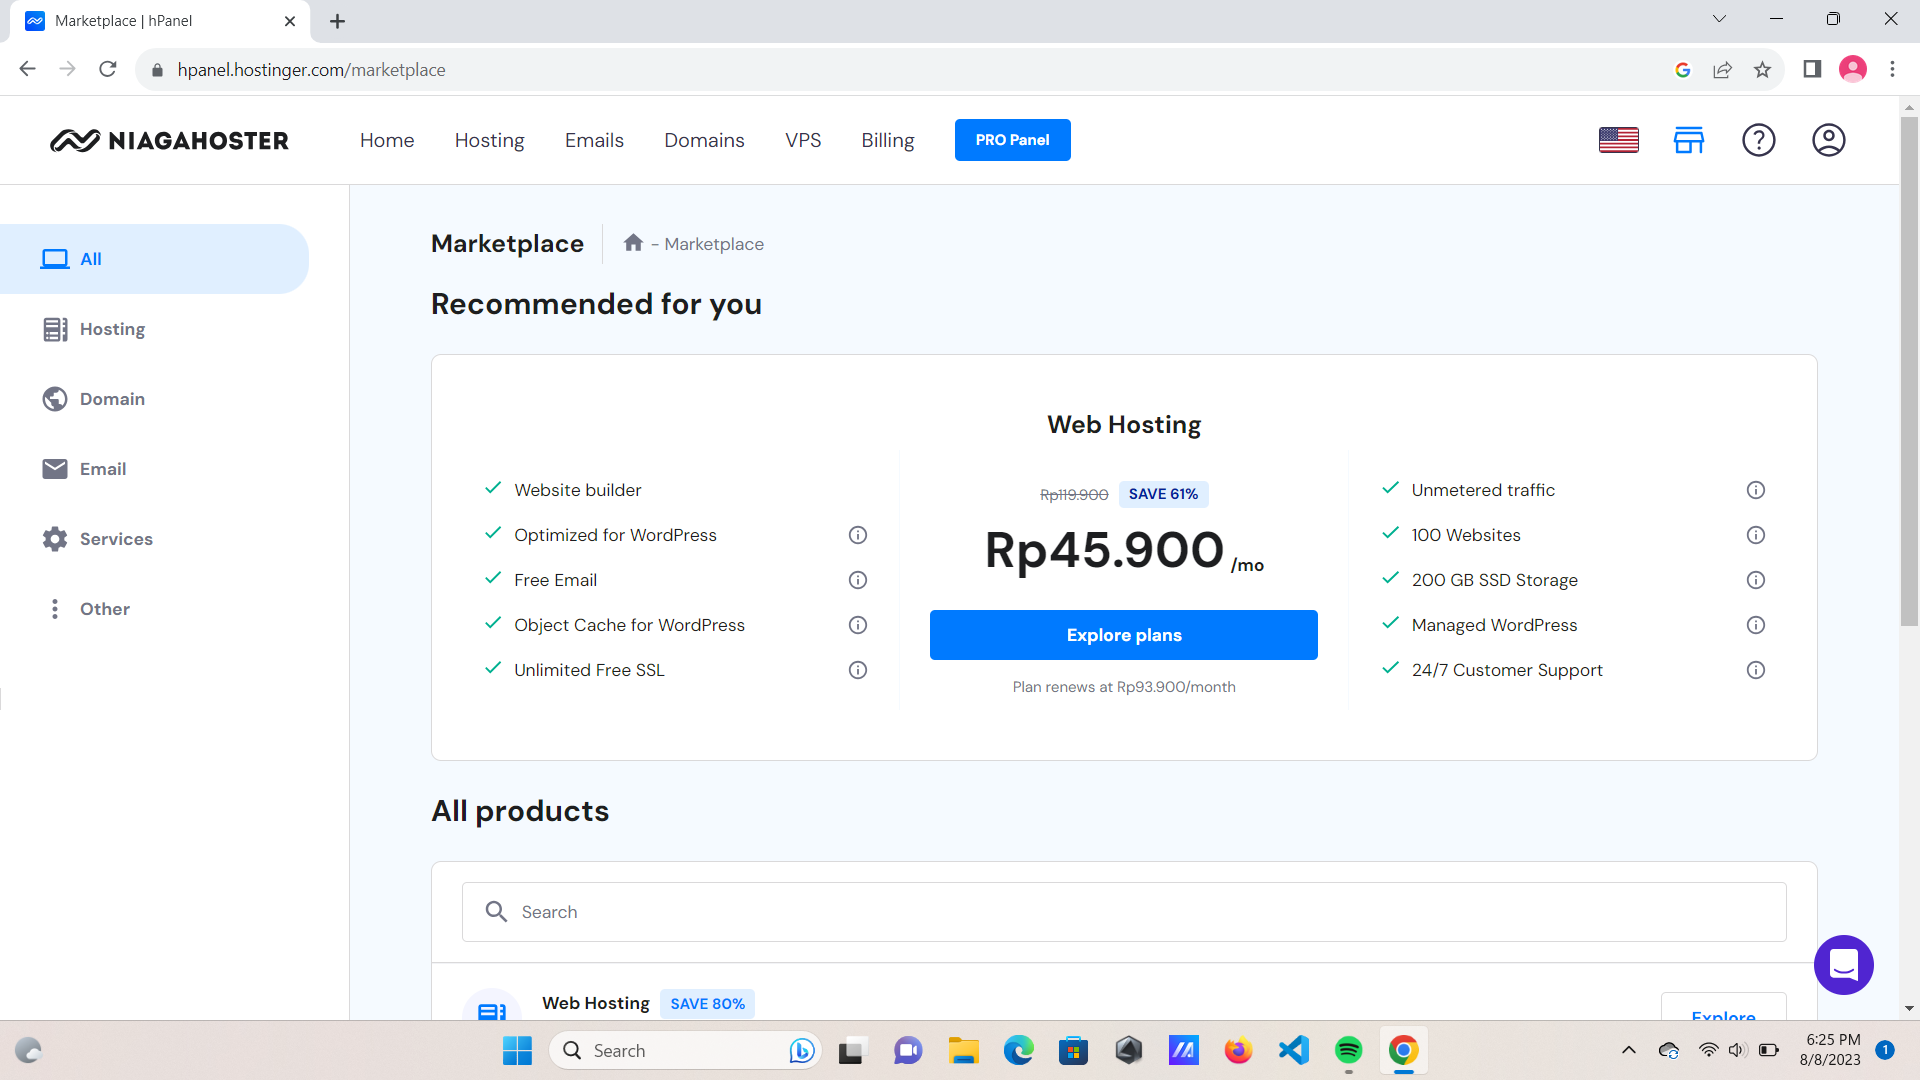 Marketplace | hPanel
hpanel.hostinger.com/marketplace
NIAGAHOSTER
Home
Hosting
Emails
Domains
VPS
Billing
PRO Panel
All
Hosting
Domain
Email
Services
Other
Marketplace
- Marketplace
Recommended for you
Web Hosting
Website builder
Optimized for WordPress
Free Email
Object Cache for WordPress
Unlimited Free SSL
Rp119.900 SAVE 61%
Rp45.900 /mo
Explore plans
Plan renews at Rp93.900/month
Unmetered traffic
100 Websites
200 GB SSD Storage
Managed WordPress
24/7 Customer Support
All products
Search
Web Hosting SAVE 80%
Explore
Search
6:25 PM
8/8/2023
1